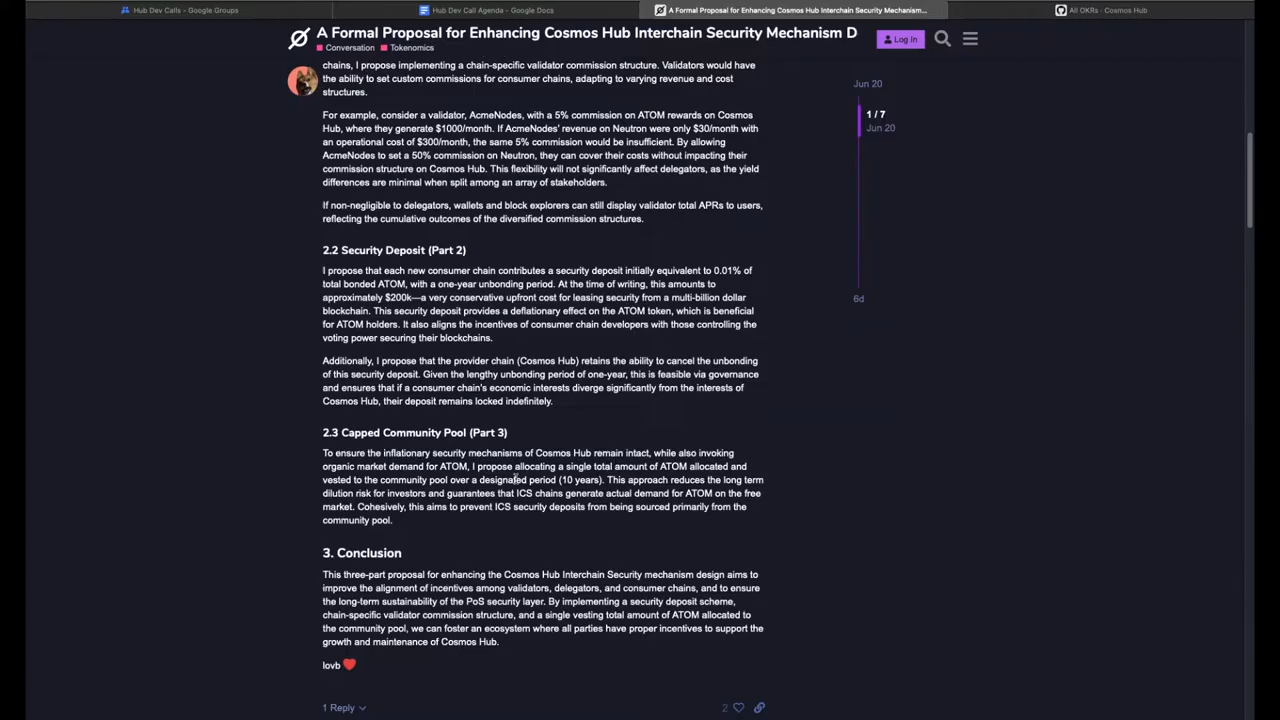 Hub Dev Calls - Google Groups
Hub Dev Call Agenda - Google Docs
A Formal Proposal for Enhancing Cosmos Hub Interchain Security Mechanism...
All OKRs · Cosmos Hub
A Formal Proposal for Enhancing Cosmos Hub Interchain Security Mechanism D
Conversation Tokenomics
Log In
chains, I propose implementing a chain-specific validator commission structure. Validators would have
the ability to set custom commissions for consumer chains, adapting to varying revenue and cost
structures.
For example, consider a validator, AcmeNodes, with a 5% commission on ATOM rewards on Cosmos
Hub, where they generate $1000/month. If AcmeNodes' revenue on Neutron were only $30/month with
an operational cost of $300/month, the same 5% commission would be insufficient. By allowing
AcmeNodes to set a 50% commission on Neutron, they can cover their costs without impacting their
commission structure on Cosmos Hub. This flexibility will not significantly affect delegators, as the yield
differences are minimal when split among an array of stakeholders.
If non-negligible to delegators, wallets and block explorers can still display validator total APRs to users,
reflecting the cumulative outcomes of the diversified commission structures.
2.2 Security Deposit (Part 2)
I propose that each new consumer chain contributes a security deposit initially equivalent to 0.01% of
total bonded ATOM, with a one-year unbonding period. At the time of writing, this amounts to
approximately $200k—a very conservative upfront cost for leasing security from a multi-billion dollar
blockchain. This security deposit provides a deflationary effect on the ATOM token, which is beneficial
for ATOM holders. It also aligns the incentives of consumer chain developers with those controlling the
voting power securing their blockchains.
Additionally, I propose that the provider chain (Cosmos Hub) retains the ability to cancel the unbonding
of this security deposit. Given the lengthy unbonding period of one-year, this is feasible via governance
and ensures that if a consumer chain's economic interests diverge significantly from the interests of
Cosmos Hub, their deposit remains locked indefinitely.
2.3 Capped Community Pool (Part 3)
To ensure the inflationary security mechanisms of Cosmos Hub remain intact, while also invoking
organic market demand for ATOM, I propose allocating a single total amount of ATOM allocated and
vested to the community pool over a designated period (10 years). This approach reduces the long term
dilution risk for investors and guarantees that ICS chains generate actual demand for ATOM on the free
market. Cohesively, this aims to prevent ICS security deposits from being sourced primarily from the
community pool.
3. Conclusion
This three-part proposal for enhancing the Cosmos Hub Interchain Security mechanism design aims to
improve the alignment of incentives among validators, delegators, and consumer chains, and to ensure
the long-term sustainability of the PoS security layer. By implementing a security deposit scheme,
chain-specific validator commission structure, and a single vesting total amount of ATOM allocated to
the community pool, we can foster an ecosystem where all parties have proper incentives to support the
growth and maintenance of Cosmos Hub.
lovb ❤️
1 Reply
2
Jun 20
1 / 7
Jun 20
6d